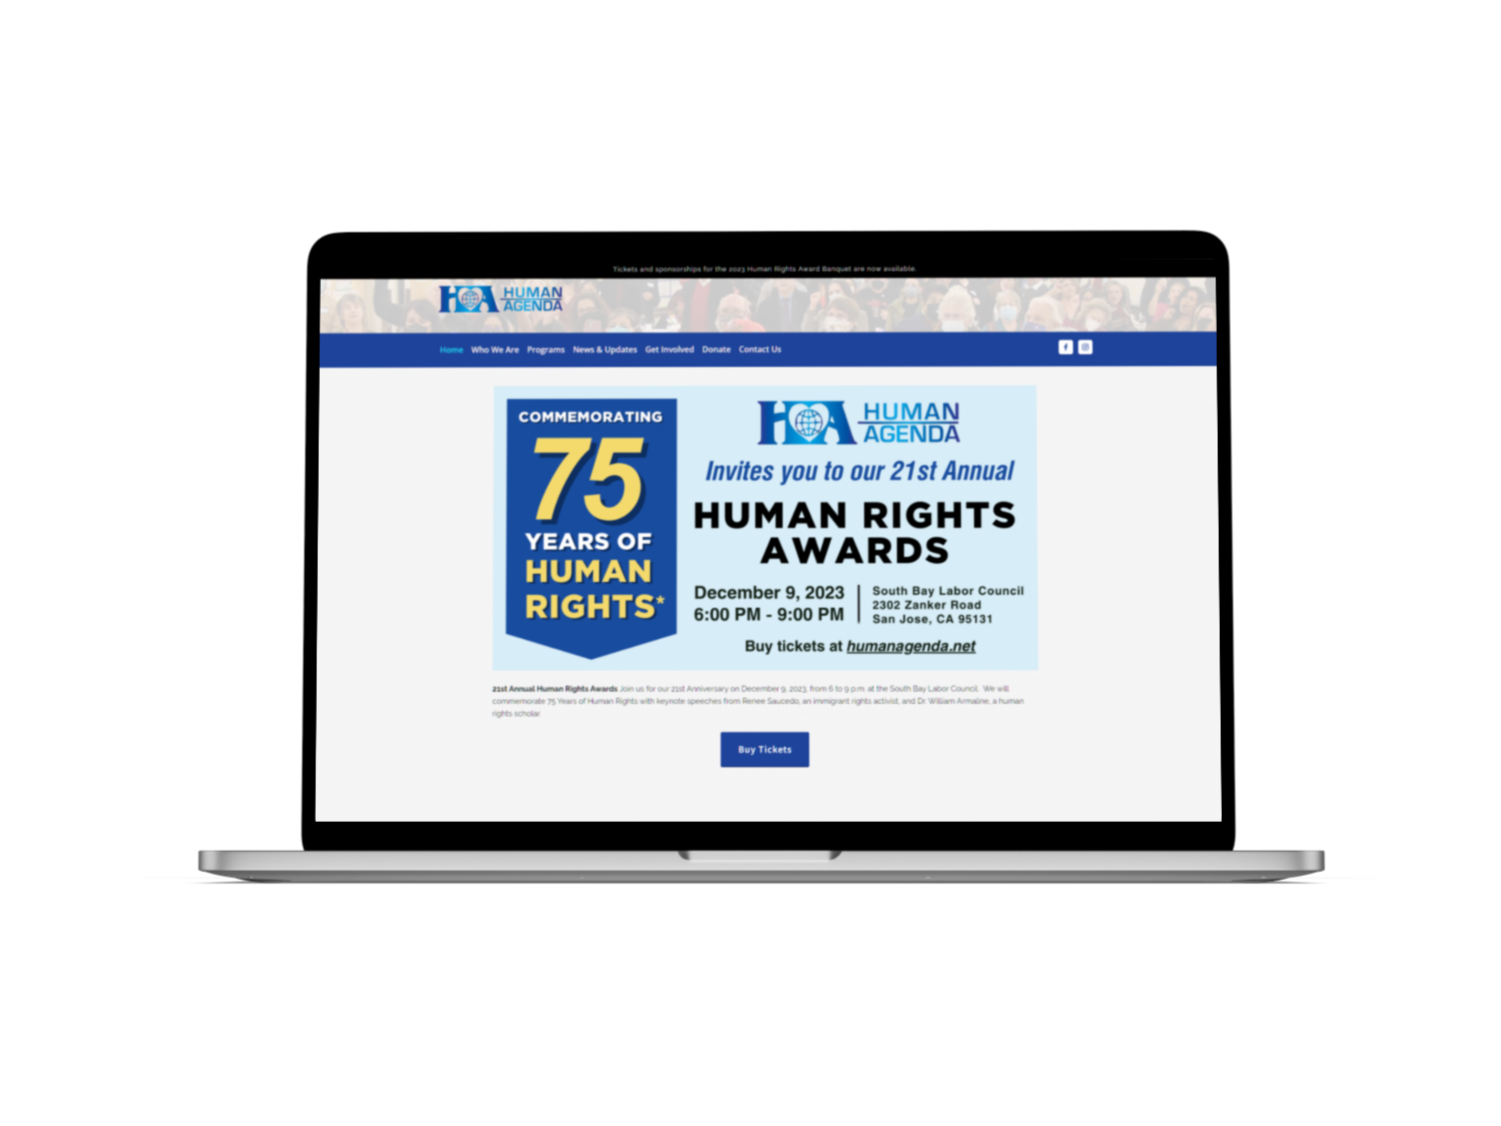 Tickets and sponsorships for the 2023 Human Rights Award Banquet are now available.
HA HUMAN
AGENDA
Home Who We Are Programs News & Updates Get Involved Donate Contact Us
COMMEMORATING
75
YEARS OF
HUMAN
RIGHTS*
HA HUMAN
AGENDA
Invites you to our 21st Annual
HUMAN RIGHTS
AWARDS
December 9, 2023
6:00 PM - 9:00 PM
South Bay Labor Council
2302 Zanker Road
San Jose, CA 95131
Buy tickets at humanagenda.net
21st Annual Human Rights Awards Join us for our 21st Anniversary on December 9, 2023, from 6 to 9 p.m. at the South Bay Labor Council. We will
commemorate 75 Years of Human Rights with keynote speeches from Renee Saucedo, an immigrant rights activist, and Dr. William Armaline, a human
rights scholar.
Buy Tickets